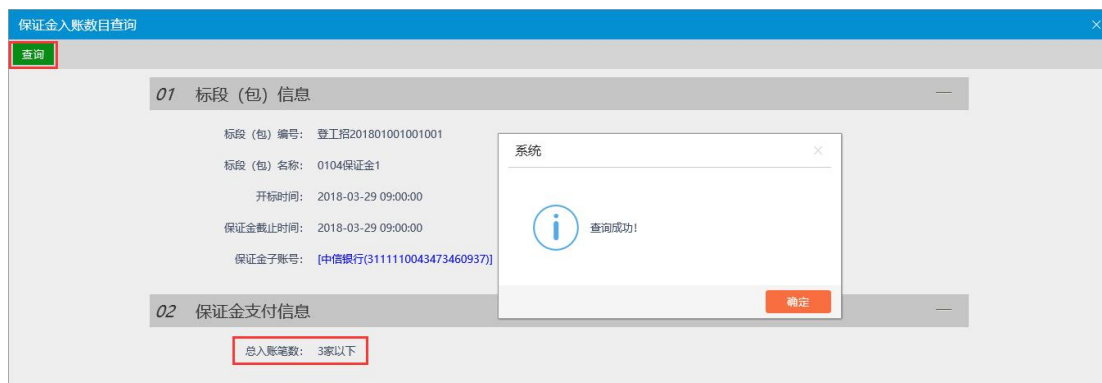 保证金入账数目查询
查询
01 标段（包）信息
标段（包）编号： 登工招201801001001001
标段（包）名称： 0104保证金1
开标时间： 2018-03-29 09:00:00
保证金截止时间： 2018-03-29 09:00:00
保证金子账号： [中信银行(3111110043473460937)]
系统
查询成功!
确定
02 保证金支付信息
总入账笔数： 3家以下